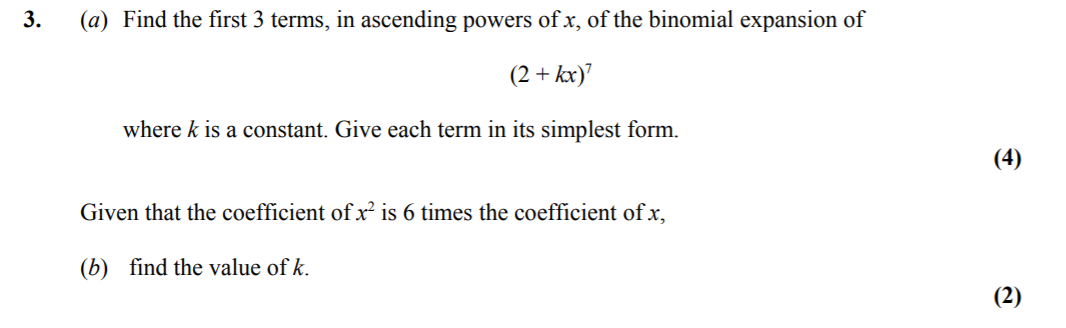 3. (a) Find the first 3 terms, in ascending powers of x, of the binomial expansion of
(2 + kx)⁷
where k is a constant. Give each term in its simplest form.
(4)
Given that the coefficient of x² is 6 times the coefficient of x,
(b) find the value of k.
(2)